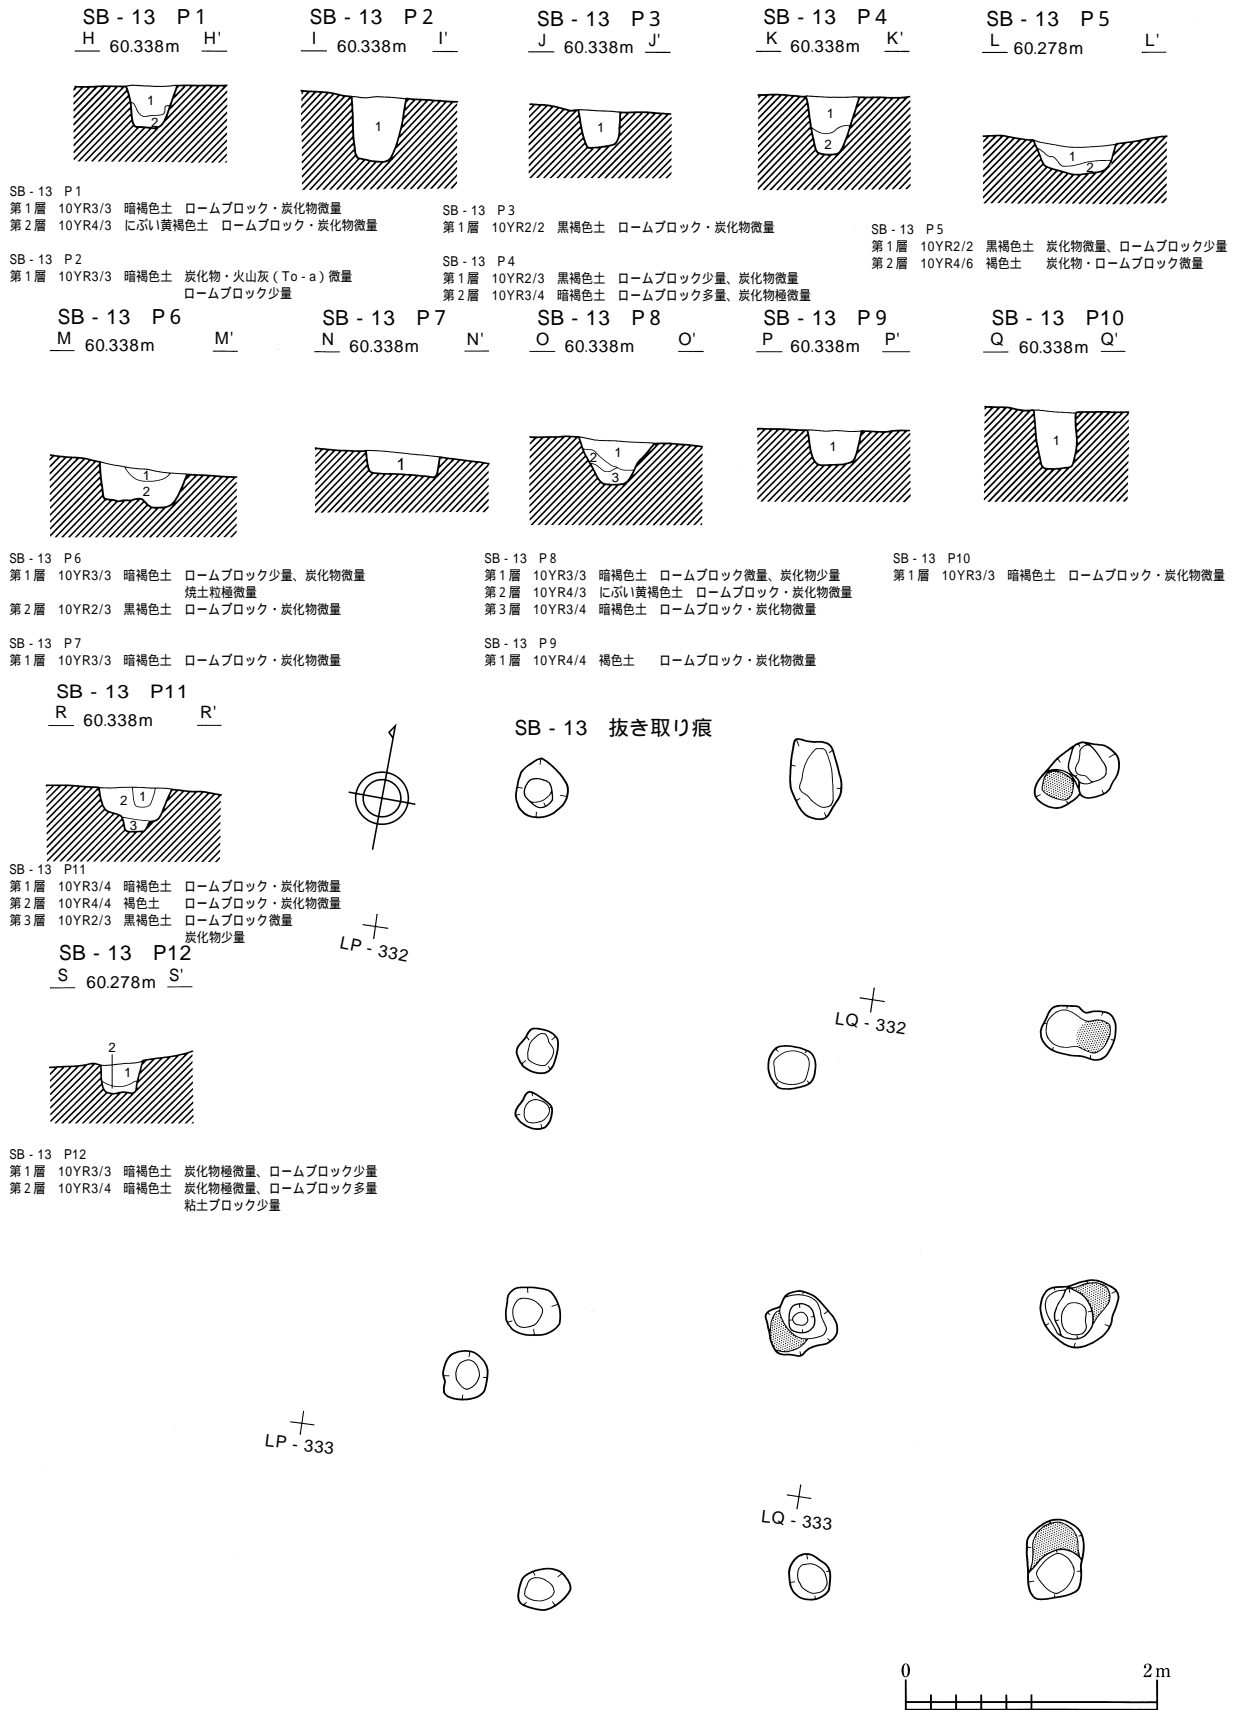 SB - 13 P 1
H 60.338m H'
1
2
SB - 13 P 2
I 60.338m I'
1
SB - 13 P 3
J 60.338m J'
1
SB - 13 P 4
K 60.338m K'
1
2
SB - 13 P 5
L 60.278m L'
1
2
SB - 13 P 1
第1層 10YR3/3 暗褐色土 ロームブロック・炭化物微量
第2層 10YR4/3 にぶい黄褐色土 ロームブロック・炭化物微量
SB - 13 P 2
第1層 10YR3/3 暗褐色土 炭化物・火山灰(To-a)微量
ロームブロック少量
SB - 13 P 3
第1層 10YR2/2 黒褐色土 ロームブロック・炭化物微量
SB - 13 P 4
第1層 10YR2/3 黒褐色土 ロームブロック少量、炭化物微量
第2層 10YR3/4 暗褐色土 ロームブロック多量、炭化物極微量
SB - 13 P 5
第1層 10YR2/2 黒褐色土 炭化物微量、ロームブロック少量
第2層 10YR4/6 褐色土 炭化物・ロームブロック微量
SB - 13 P 6
M 60.338m M'
1
2
SB - 13 P 7
N 60.338m N'
1
SB - 13 P 8
O 60.338m O'
1
2
3
SB - 13 P 9
P 60.338m P'
1
SB - 13 P10
Q 60.338m Q'
1
SB - 13 P 6
第1層 10YR3/3 暗褐色土 ロームブロック少量、炭化物微量
焼土粒極微量
第2層 10YR2/3 黒褐色土 ロームブロック・炭化物微量
SB - 13 P 7
第1層 10YR3/3 暗褐色土 ロームブロック・炭化物微量
SB - 13 P 8
第1層 10YR3/3 暗褐色土 ロームブロック微量、炭化物少量
第2層 10YR4/3 にぶい黄褐色土 ロームブロック・炭化物微量
第3層 10YR3/4 暗褐色土 ロームブロック・炭化物微量
SB - 13 P 9
第1層 10YR4/4 褐色土 ロームブロック・炭化物微量
SB - 13 P10
第1層 10YR3/3 暗褐色土 ロームブロック・炭化物微量
SB - 13 P11
R 60.338m R'
2 1
3
SB - 13 P11
第1層 10YR3/4 暗褐色土 ロームブロック・炭化物微量
第2層 10YR4/4 褐色土 ロームブロック・炭化物微量
第3層 10YR2/3 黒褐色土 ロームブロック微量
炭化物少量
SB - 13 P12
S 60.278m S'
2
1
SB - 13 P12
第1層 10YR3/3 暗褐色土 炭化物極微量、ロームブロック少量
第2層 10YR3/4 暗褐色土 炭化物極微量、ロームブロック多量
粘土ブロック少量
SB - 13 抜き取り痕
LP - 332
LQ - 332
LP - 333
LQ - 333
0 2m